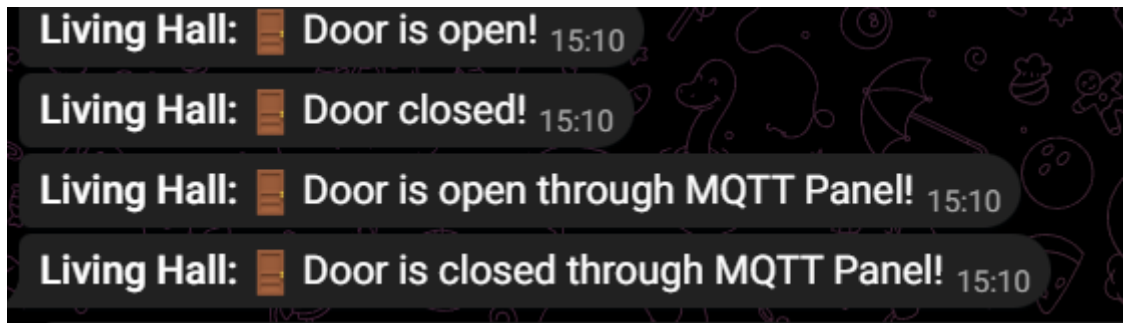 Living Hall: 🚪 Door is open! 15:10
Living Hall: 🚪 Door closed! 15:10
Living Hall: 🚪 Door is open through MQTT Panel! 15:10
Living Hall: 🚪 Door is closed through MQTT Panel! 15:10